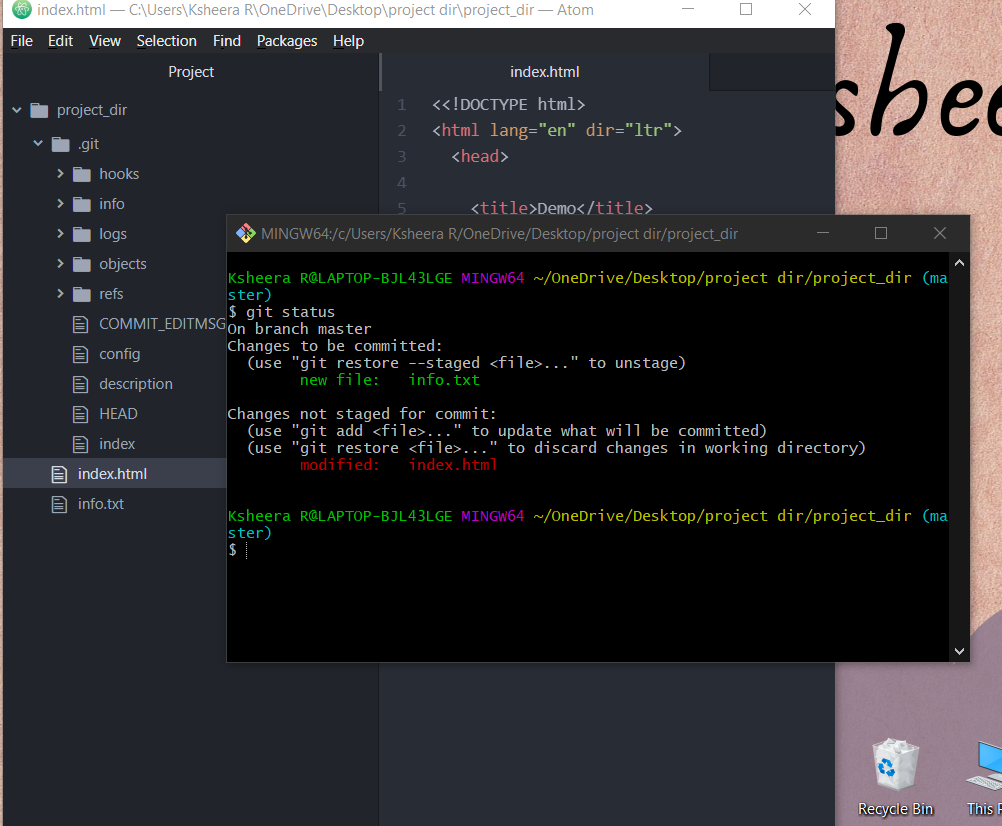 index.html — C:\Users\Ksheera R\OneDrive\Desktop\project dir\project_dir — Atom
File Edit View Selection Find Packages Help
Project
project_dir
.git
hooks
info
logs
objects
refs
COMMIT_EDITMSG
config
description
HEAD
index
index.html
info.txt
index.html
1 <<!DOCTYPE html>
2 <html lang="en" dir="ltr">
3 <head>
4
5 <title>Demo</title>
MINGW64:/c/Users/Ksheera R/OneDrive/Desktop/project dir/project_dir
Ksheera R@LAPTOP-BJL43LGE MINGW64 ~/OneDrive/Desktop/project dir/project_dir (ma
ster)
$ git status
On branch master
Changes to be committed:
(use "git restore --staged <file>..." to unstage)
new file: info.txt
Changes not staged for commit:
(use "git add <file>..." to update what will be committed)
(use "git restore <file>..." to discard changes in working directory)
modified: index.html
Ksheera R@LAPTOP-BJL43LGE MINGW64 ~/OneDrive/Desktop/project dir/project_dir (ma
ster)
$
shee
Recycle Bin
This P